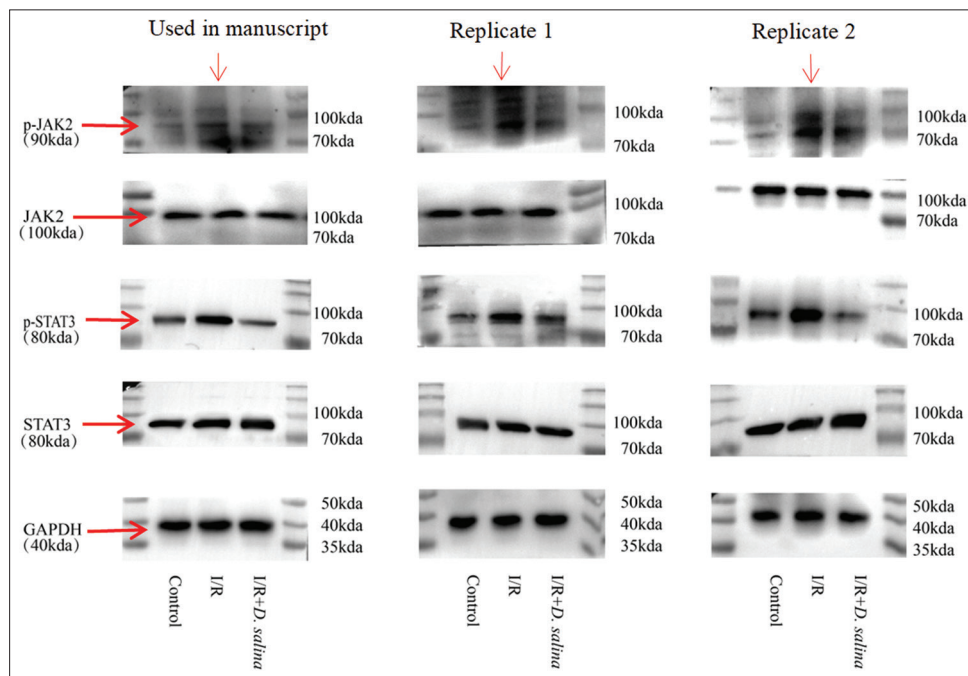 Used in manuscript
Replicate 1
Replicate 2
p-JAK2
(90kda)
100kda
70kda
100kda
70kda
100kda
70kda
JAK2
(100kda)
100kda
70kda
100kda
70kda
100kda
70kda
p-STAT3
(80kda)
100kda
70kda
100kda
70kda
100kda
70kda
STAT3
(80kda)
100kda
70kda
100kda
70kda
100kda
70kda
GAPDH
(40kda)
50kda
40kda
35kda
50kda
40kda
35kda
50kda
40kda
35kda
Control
I/R
I/R+D. salina
Control
I/R
I/R+D. salina
Control
I/R
I/R+D. salina